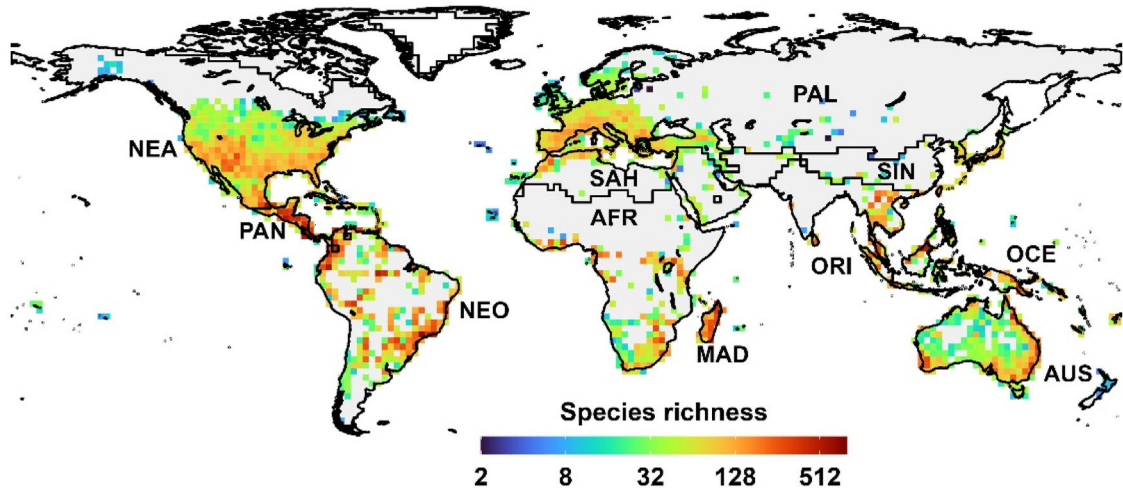 PAL
NEA
SIN
SAH
AFR
PAN
OCE
ORI
NEO
MAD
AUS
Species richness
2 8 32 128 512